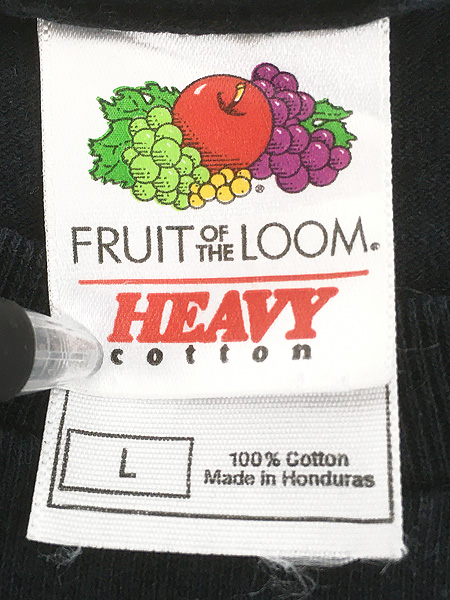 ®
FRUIT OF THE LOOM®
HEAVY
cotton
L
100% Cotton
Made in Honduras